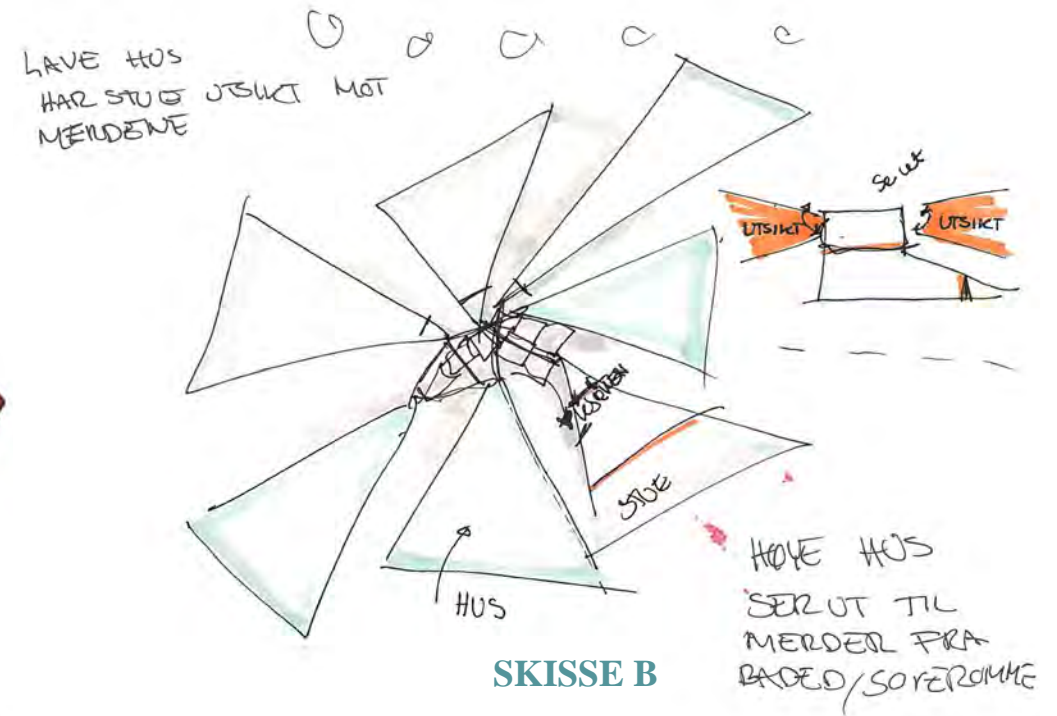 LAVE HUS
HAR STUE UTSIKT MOT
MERDENE
Se ut
UTSIKT
UTSIKT
STUE
HUS
HØYE HUS
SER UT TIL
MERDER FRA
BADED/SOVEROMME
SKISSE B